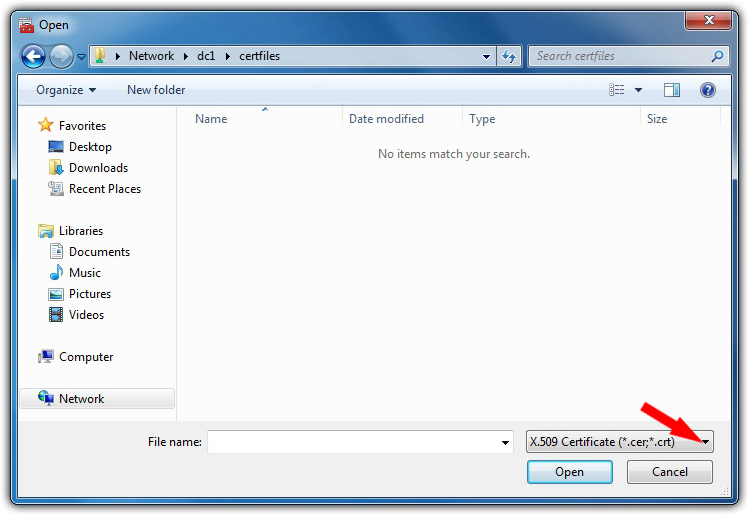 Open
Network dc1 certfiles
Search certfiles
Organize New folder
Name Date modified Type Size
No items match your search.
Favorites
Desktop
Downloads
Recent Places
Libraries
Documents
Music
Pictures
Videos
Computer
Network
File name: X.509 Certificate (*.cer;*.crt)
Open Cancel